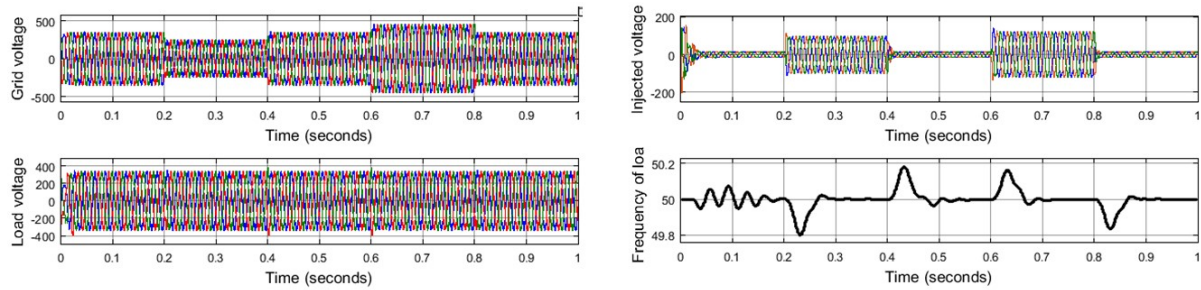 500
0
-500
Grid voltage
0 0.1 0.2 0.3 0.4 0.5 0.6 0.7 0.8 0.9 1
Time (seconds)
400
200
0
-200
-400
Load voltage
0 0.1 0.2 0.3 0.4 0.5 0.6 0.7 0.8 0.9 1
Time (seconds)
200
0
-200
Injected voltage
0 0.1 0.2 0.3 0.4 0.5 0.6 0.7 0.8 0.9 1
Time (seconds)
50.2
50
49.8
Frequency of loa
0 0.1 0.2 0.3 0.4 0.5 0.6 0.7 0.8 0.9 1
Time (seconds)